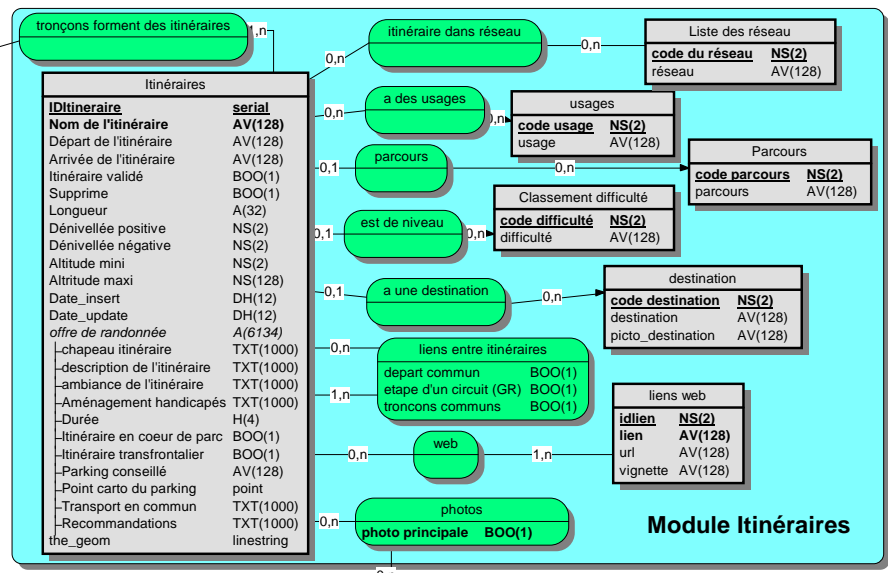 tronçons forment des itinéraires
1,n
itinéraire dans réseau
0,n
0,n
Liste des réseau
code du réseau NS(2)
réseau AV(128)
Itinéraires
IDItineraire serial
Nom de l'itinéraire AV(128)
Départ de l'itinéraire AV(128)
Arrivée de l'itinéraire AV(128)
Itinéraire validé BOO(1)
Supprime BOO(1)
Longueur A(32)
Dénivellée positive NS(2)
Dénivellée négative NS(2)
Altitude mini NS(2)
Altritude maxi NS(128)
Date_insert DH(12)
Date_update DH(12)
offre de randonnée A(6134)
chapeau itinéraire TXT(1000)
description de l'itinéraire TXT(1000)
ambiance de l'itinéraire TXT(1000)
Aménagement handicapés TXT(1000)
Durée H(4)
Itinéraire en coeur de parc BOO(1)
Itinéraire transfrontalier BOO(1)
Parking conseillé AV(128)
Point carto du parking point
Transport en commun TXT(1000)
Recommandations TXT(1000)
the_geom linestring
a des usages
0,n
0,n
usages
code usage NS(2)
usage AV(128)
parcours
0,1
0,n
Parcours
code parcours NS(2)
parcours AV(128)
est de niveau
0,1
0,n
Classement difficulté
code difficulté NS(2)
difficulté AV(128)
a une destination
0,1
0,n
destination
code destination NS(2)
destination AV(128)
picto_destination AV(128)
0,n
1,n
liens entre itinéraires
depart commun BOO(1)
etape d'un circuit (GR) BOO(1)
troncons communs BOO(1)
web
0,n
1,n
liens web
idlien NS(2)
lien AV(128)
url AV(128)
vignette AV(128)
0,n
photos
photo principale BOO(1)
Module Itinéraires